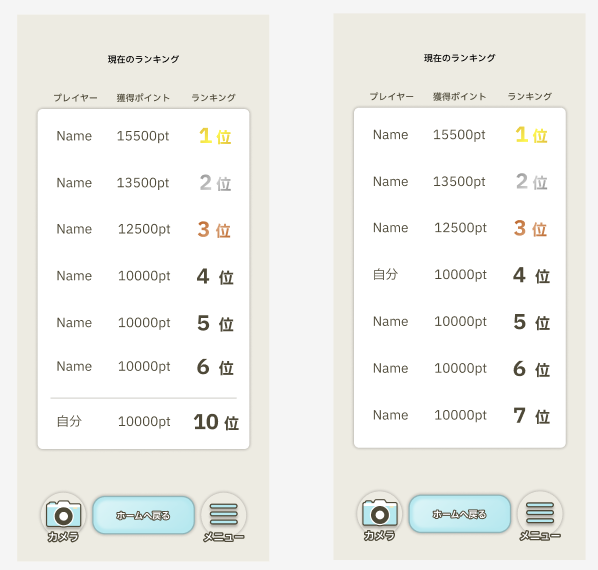 現在のランキング
プレイヤー 獲得ポイント ランキング
Name 15500pt 1位
Name 13500pt 2位
Name 12500pt 3位
Name 10000pt 4位
Name 10000pt 5位
Name 10000pt 6位
自分 10000pt 10位
カメラ ホームへ戻る メニュー
現在のランキング
プレイヤー 獲得ポイント ランキング
Name 15500pt 1位
Name 13500pt 2位
Name 12500pt 3位
自分 10000pt 4位
Name 10000pt 5位
Name 10000pt 6位
Name 10000pt 7位
カメラ ホームへ戻る メニュー